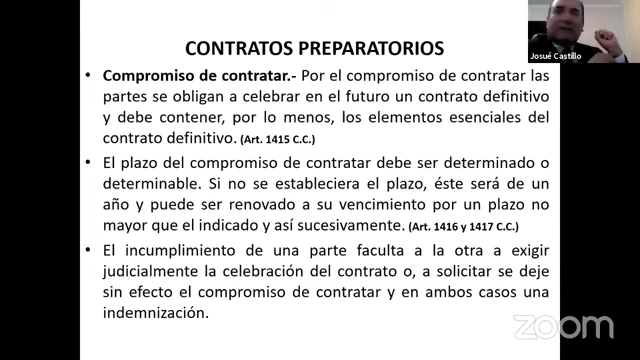 Josué Castillo
CONTRATOS PREPARATORIOS
• Compromiso de contratar.- Por el compromiso de contratar las
partes se obligan a celebrar en el futuro un contrato definitivo
y debe contener, por lo menos, los elementos esenciales del
contrato definitivo. (Art. 1415 C.C.)
• El plazo del compromiso de contratar debe ser determinado o
determinable. Si no se estableciera el plazo, éste será de un
año y puede ser renovado a su vencimiento por un plazo no
mayor que el indicado y así sucesivamente. (Art. 1416 y 1417 C.C.)
• El incumplimiento de una parte faculta a la otra a exigir
judicialmente la celebración del contrato o, a solicitar se deje
sin efecto el compromiso de contratar y en ambos casos una
indemnización.
zoom